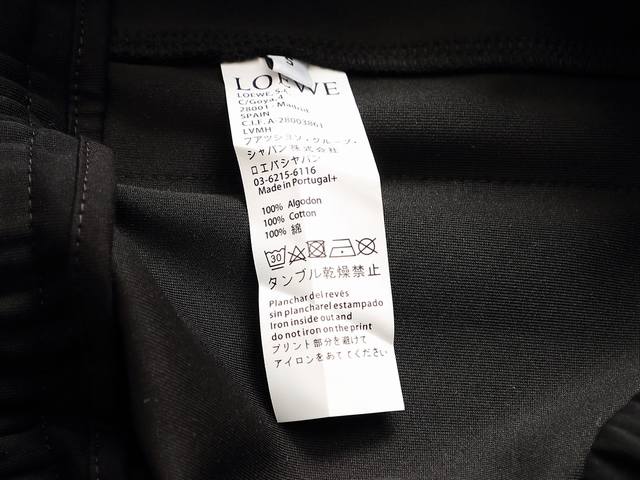 S
LOEWE
LOEWE, S.A.
C/Goya, 4
28001 - Madrid
SPAIN
C.I.F. A-28003861
LVMH
ファッション・グループ・
ジャパン株式会社
ロエベジャパン
03-6215-6116
Made in Portugal+
100% Algodon
100% Cotton
100% 綿
30
タンブル乾燥禁止
Planchar del revés
sin planchar el estampado
Iron inside out and
do not iron on the print
プリント部分を避けて
アイロンをあててください